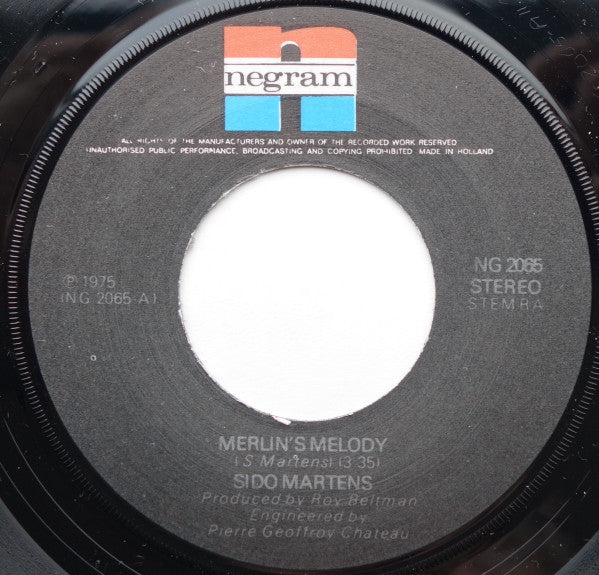 negram
ALL RIGHTS OF THE MANUFACTURERS AND OWNER OF THE RECORDED WORK RESERVED
UNAUTHORISED PUBLIC PERFORMANCE, BROADCASTING AND COPYING PROHIBITED MADE IN HOLLAND
℗ 1975
(NG 2065-A)
NG 2065
STEREO
STEMRA
MERLIN'S MELODY
(S Martens) (3.35)
SIDO MARTENS
Produced by Roy Beltman
Engineered by
Pierre Geoffroy Chateau